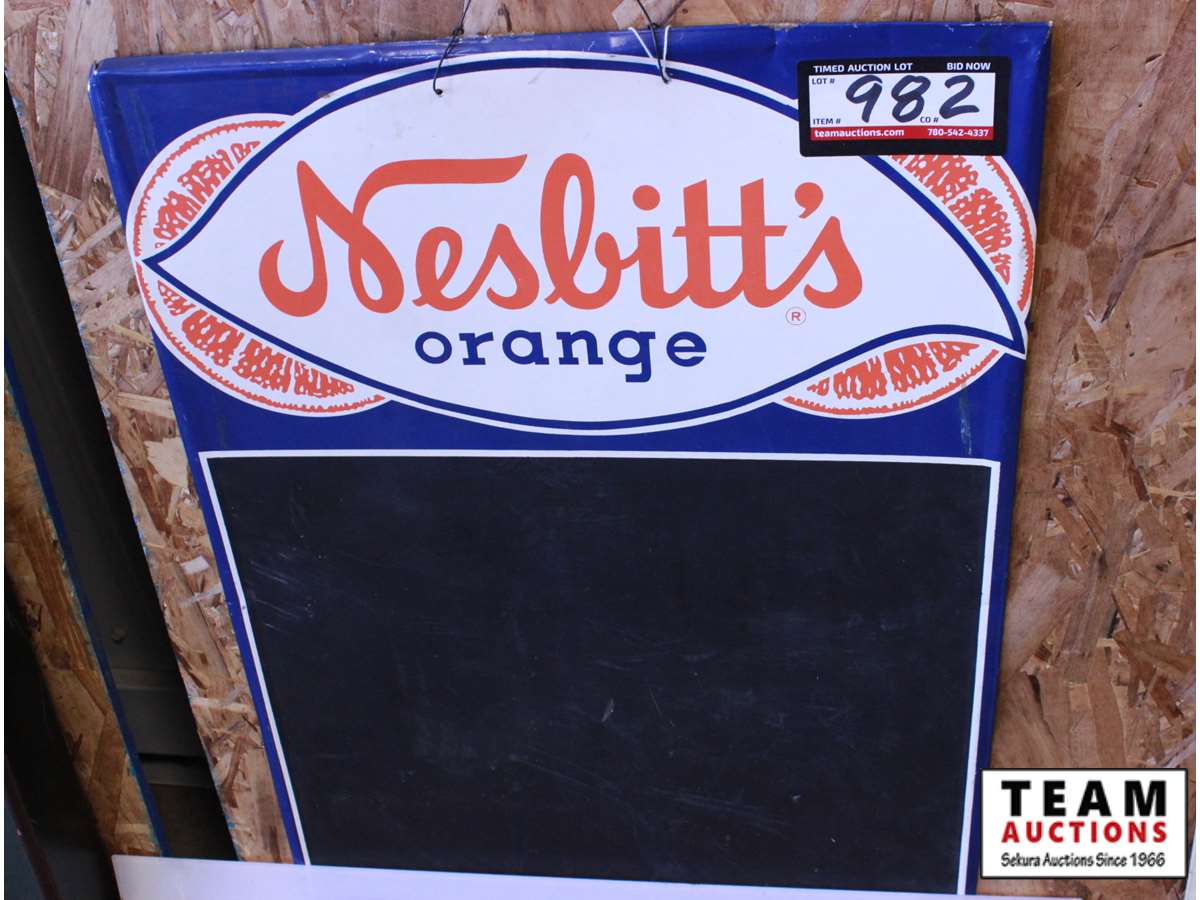 TIMED AUCTION LOT BID NOW
LOT # 982
ITEM # CO #
teamauctions.com 780-542-4337
Nesbitt's ®
orange
TEAM
AUCTIONS
Sekura Auctions Since 1966